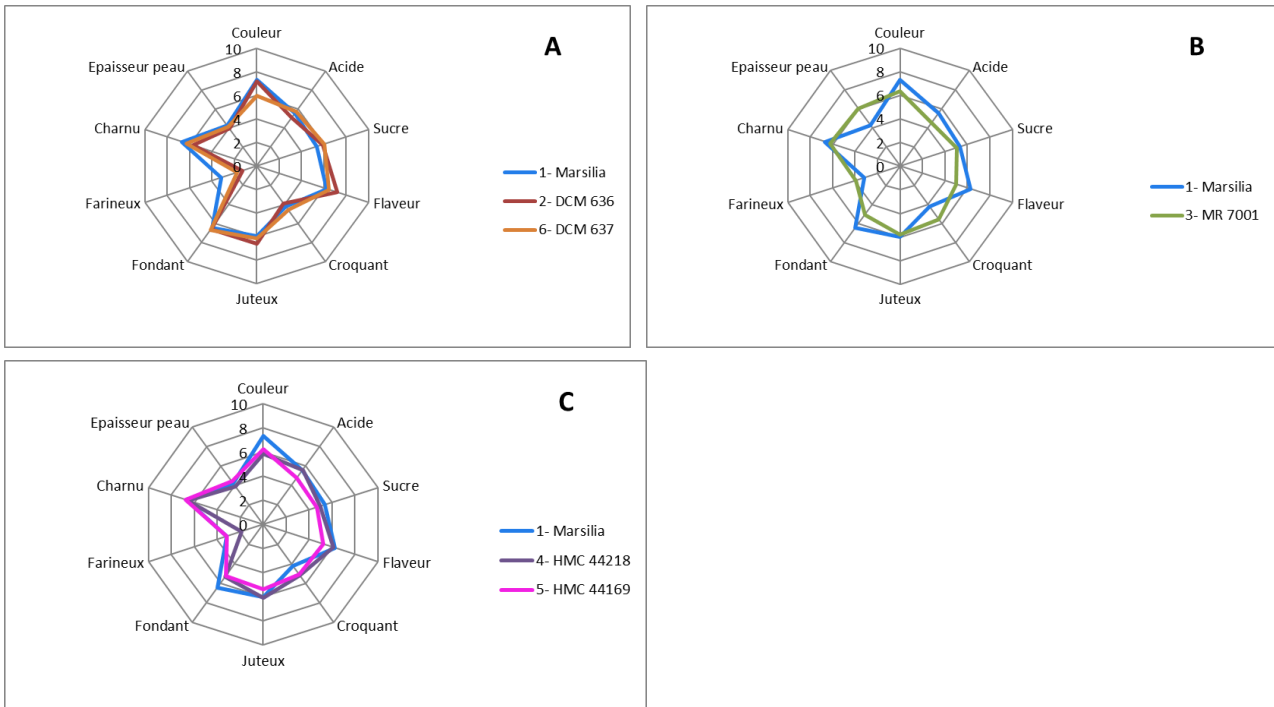 A
Couleur
10
8
6
4
2
0
Acide
Sucre
Flaveur
Croquant
Juteux
Fondant
Farineux
Charnu
Epaisseur peau
1- Marsilia
2- DCM 636
6- DCM 637
B
Couleur
10
8
6
4
2
0
Acide
Sucre
Flaveur
Croquant
Juteux
Fondant
Farineux
Charnu
Epaisseur peau
1- Marsilia
3- MR 7001
C
Couleur
10
8
6
4
2
0
Acide
Sucre
Flaveur
Croquant
Juteux
Fondant
Farineux
Charnu
Epaisseur peau
1- Marsilia
4- HMC 44218
5- HMC 44169